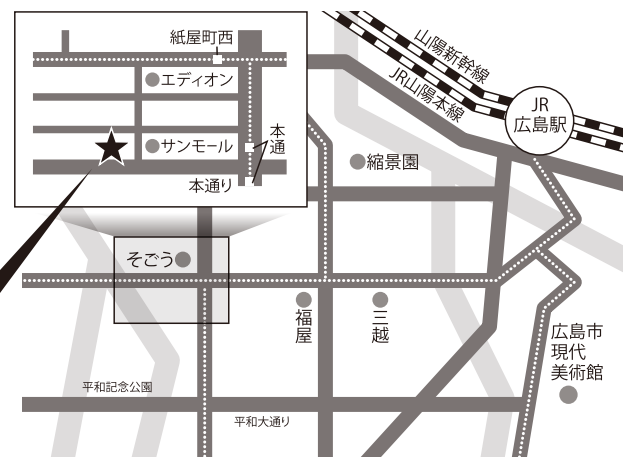 紙屋町西
エディオン
サンモール
本通
本通り
山陽新幹線
JR山陽本線
JR
広島駅
縮景園
そごう
福屋
三越
広島市
現代
美術館
平和記念公園
平和大通り